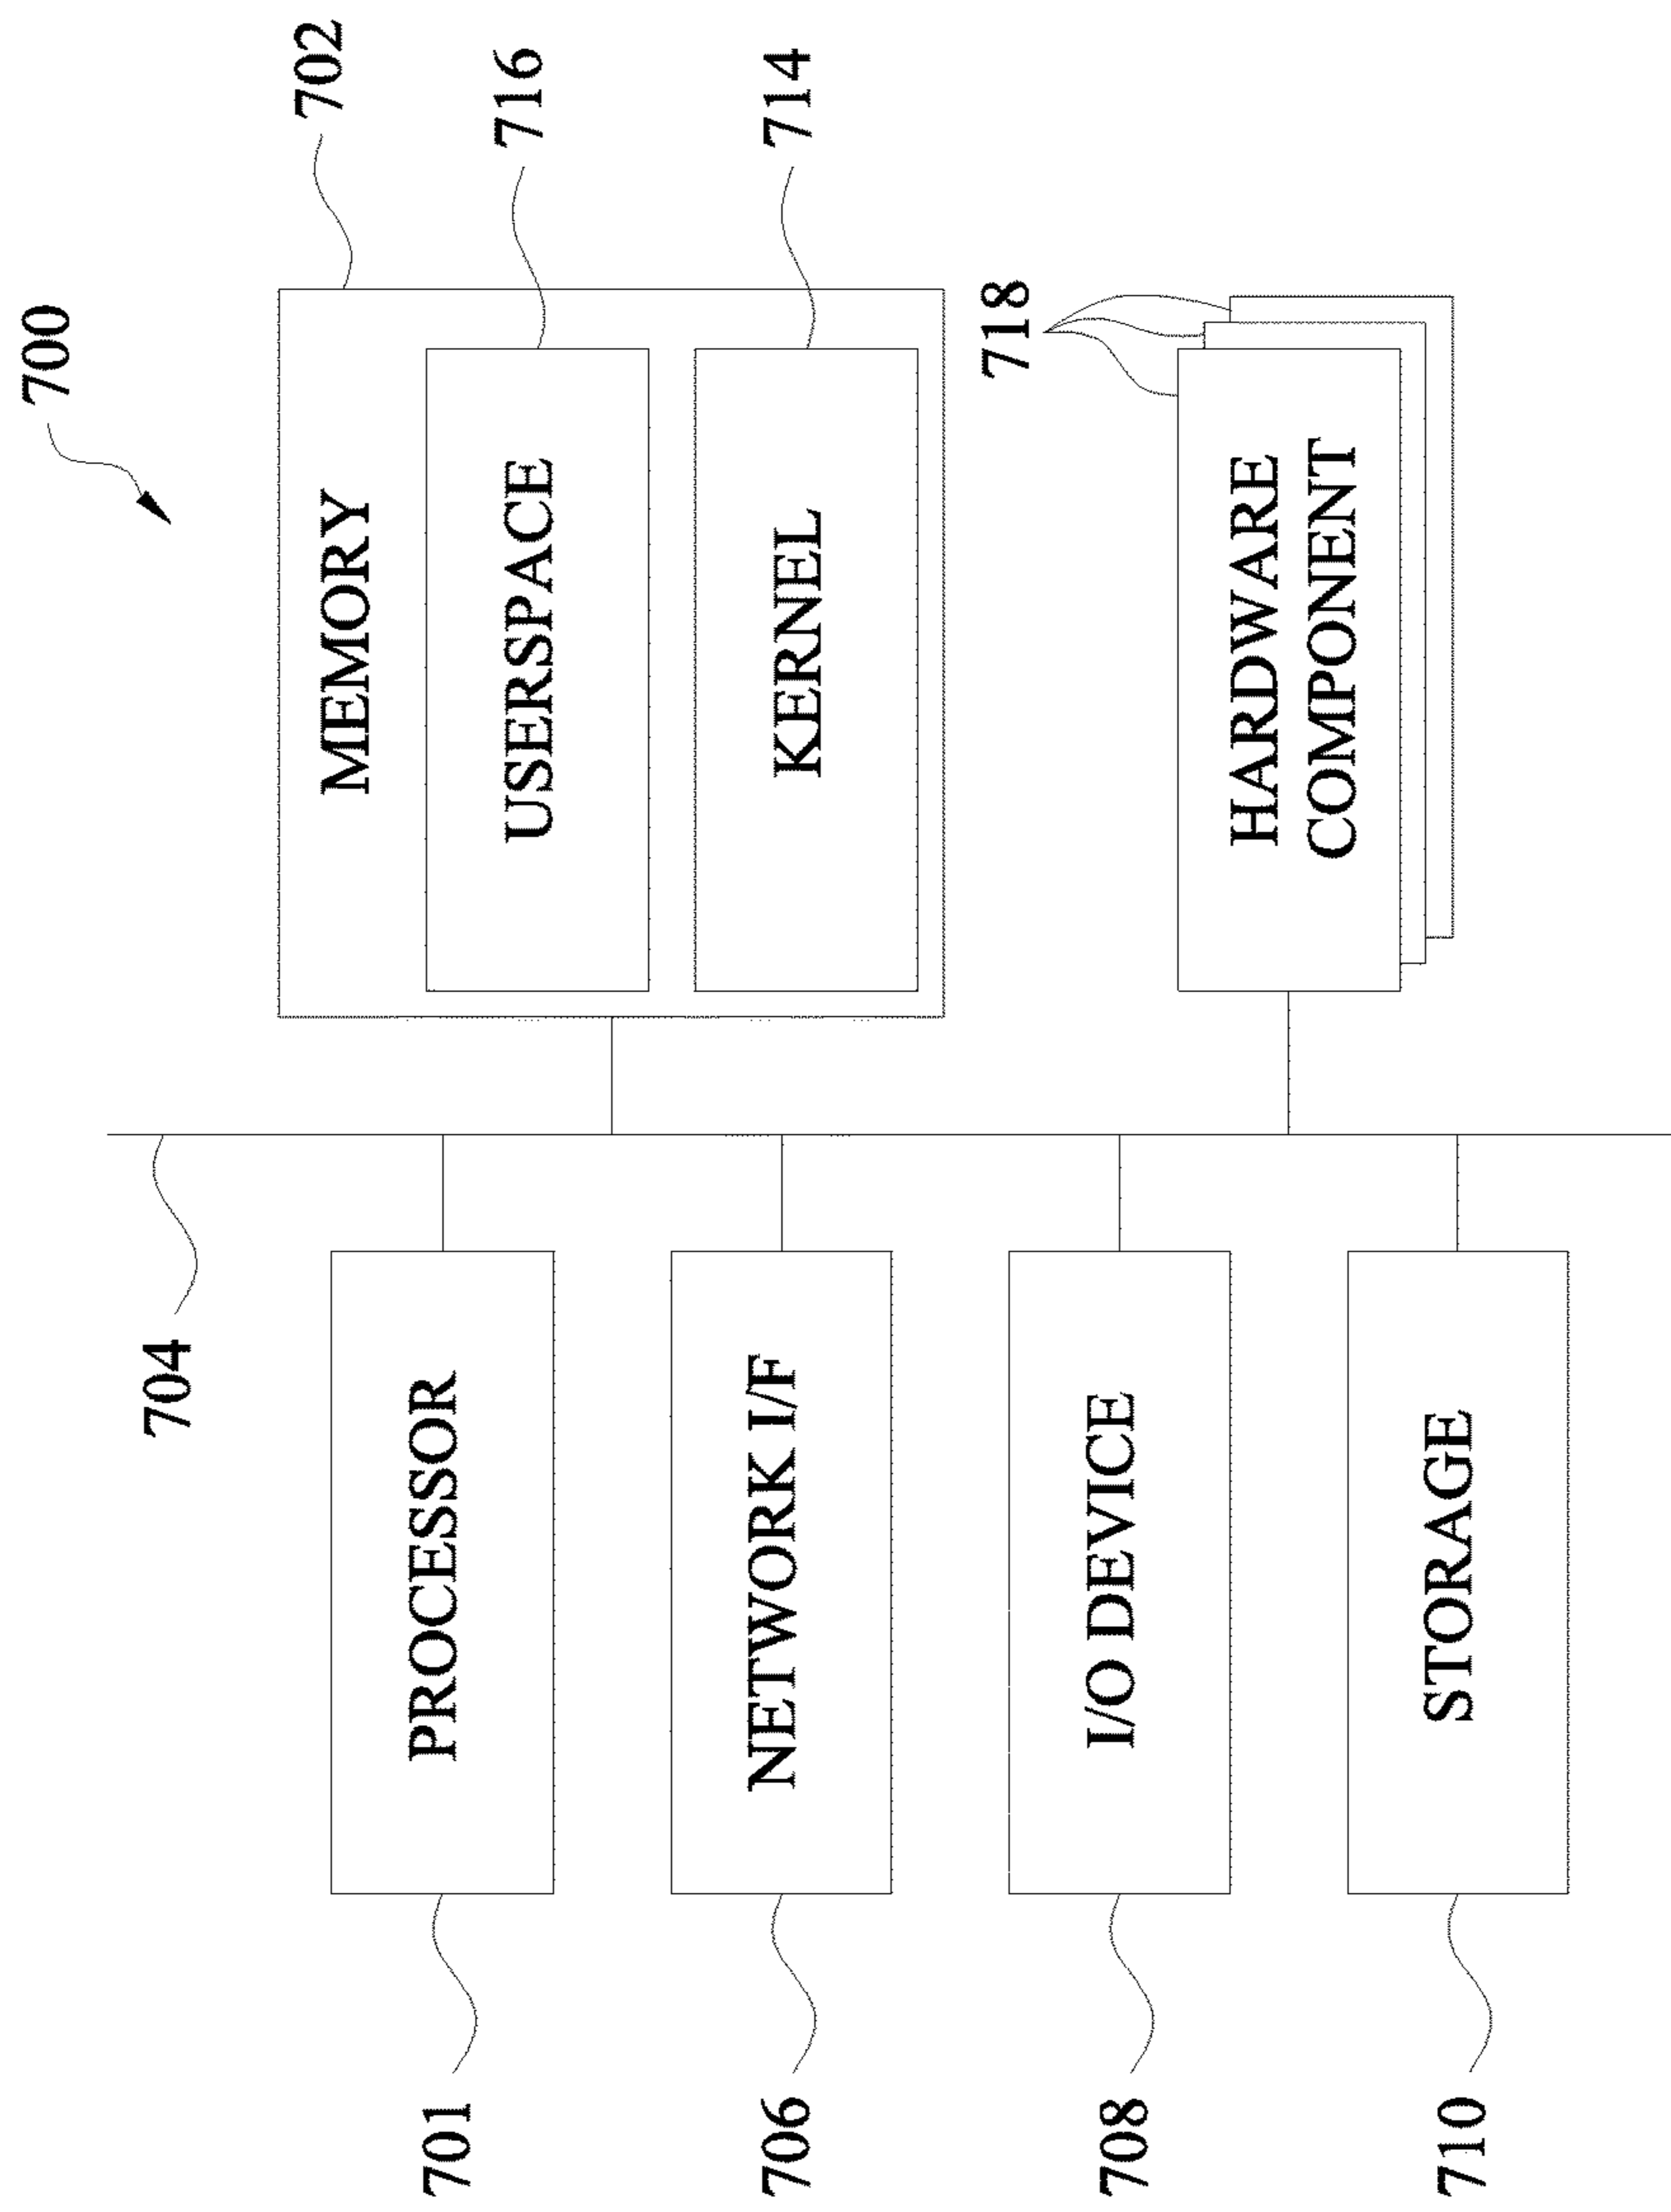 700
702
MEMORY
716
USERSPACE
714
KERNEL
718
HARDWARE
COMPONENT
704
701
PROCESSOR
706
NETWORK I/F
708
I/O DEVICE
710
STORAGE